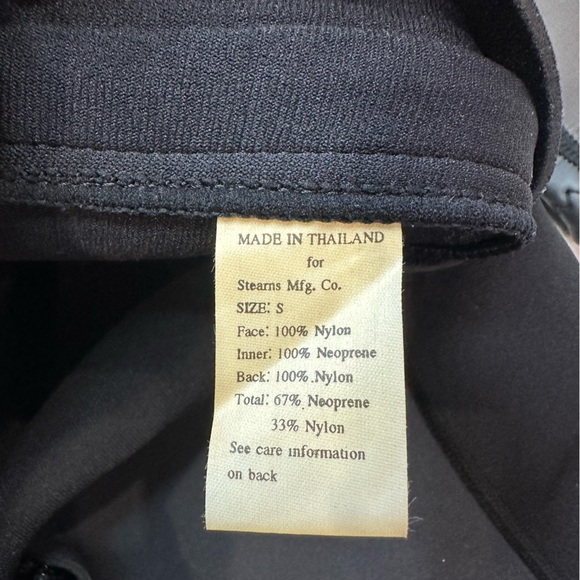 MADE IN THAILAND
for
Stearns Mfg. Co.
SIZE: S
Face: 100% Nylon
Inner: 100% Neoprene
Back: 100% Nylon
Total: 67% Neoprene
33% Nylon
See care information
on back